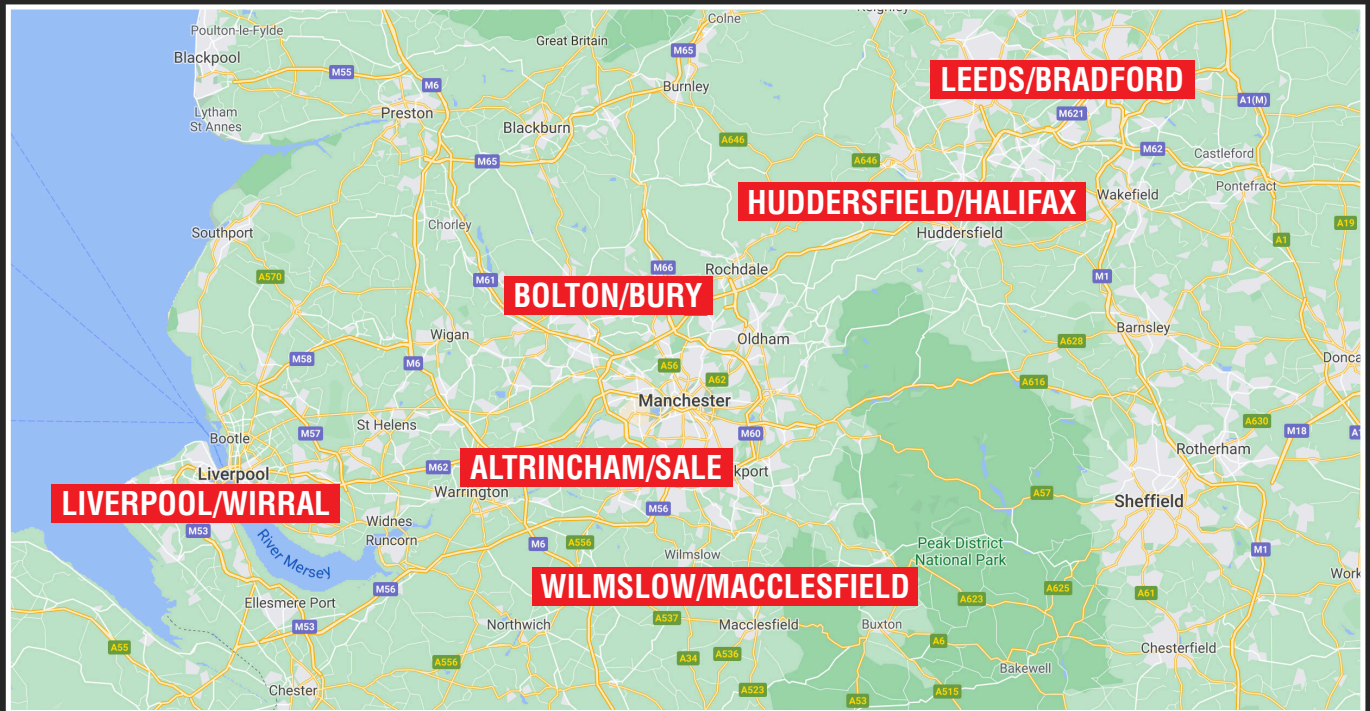 Colne
Keighley
Poulton-le-Fylde
Great Britain
Blackpool
M65
M55
M6
LEEDS/BRADFORD
Burnley
A1(M)
Lytham
St Annes
Preston
M621
Blackburn
A646
M62
M65
A646
Castleford
Pontefract
HUDDERSFIELD/HALIFAX
Wakefield
Chorley
Southport
Huddersfield
A19
A1
M66
Rochdale
A570
M61
M1
BOLTON/BURY
Wigan
Oldham
Barnsley
A628
M58
M6
A56
A62
A616
Donca
Manchester
A630
St Helens
M57
M60
M18
Bootle
Rotherham
Liverpool
M62
ALTRINCHAM/SALE
kport
Warrington
A57
Sheffield
LIVERPOOL/WIRRAL
M56
M53
Widnes
Runcorn
M6
A556
Peak District
National Park
M1
River Mersey
Wilmslow
WILMSLOW/MACCLESFIELD
Work
M56
A623
A625
A61
Ellesmere Port
M53
Northwich
A537
Macclesfield
Buxton
A55
A6
Chesterfield
A556
A34
A536
Bakewell
Chester
A523
A53
A515